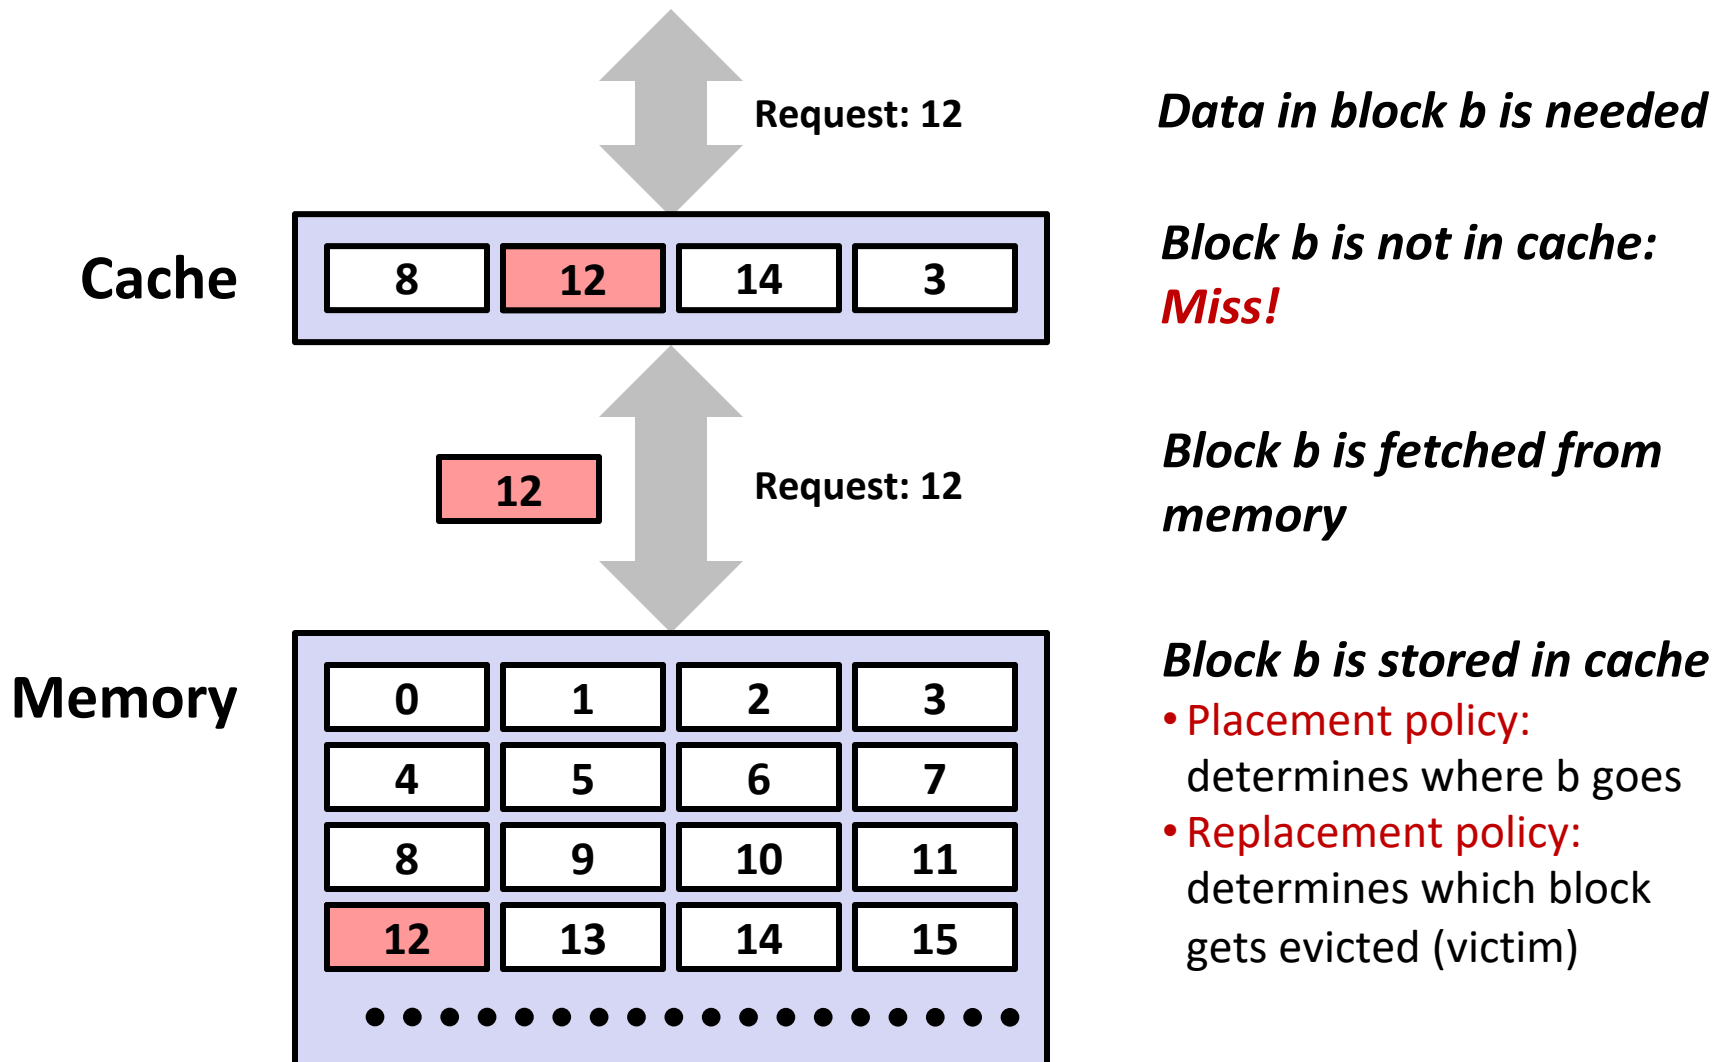 Request: 12
Data in block b is needed
Cache
8 12 14 3
Block b is not in cache:
Miss!
12
Request: 12
Block b is fetched from
memory
Memory
0 1 2 3
4 5 6 7
8 9 10 11
12 13 14 15
Block b is stored in cache
• Placement policy:
determines where b goes
• Replacement policy:
determines which block
gets evicted (victim)